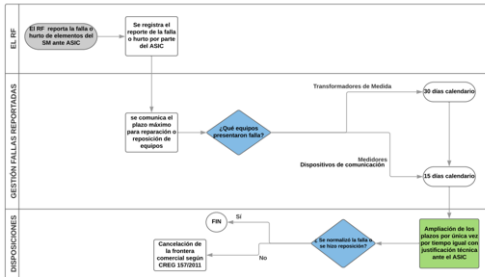 EL RF
El RF reporta la falla o
hurto de elementos del
SM ante ASIC
Se registra el
reporte de la falla
o hurto por parte
del ASIC
GESTIÓN FALLAS REPORTADAS
se comunica el
plazo máximo
para reparación o
reposición de
equipos
¿Qué equipos
presentaron falla?
Transformadores de Medida
30 días calendario
Medidores
Dispositivos de comunicación
15 días calendario
DISPOSICIONES
Ampliación de los
plazos por única vez
por tiempo igual con
justificación técnica
ante el ASIC
¿ Se normalizó la falla o
se hizo reposición?
Sí
FIN
No
Cancelación de
la frontera
comercial según
CREG 157/2011